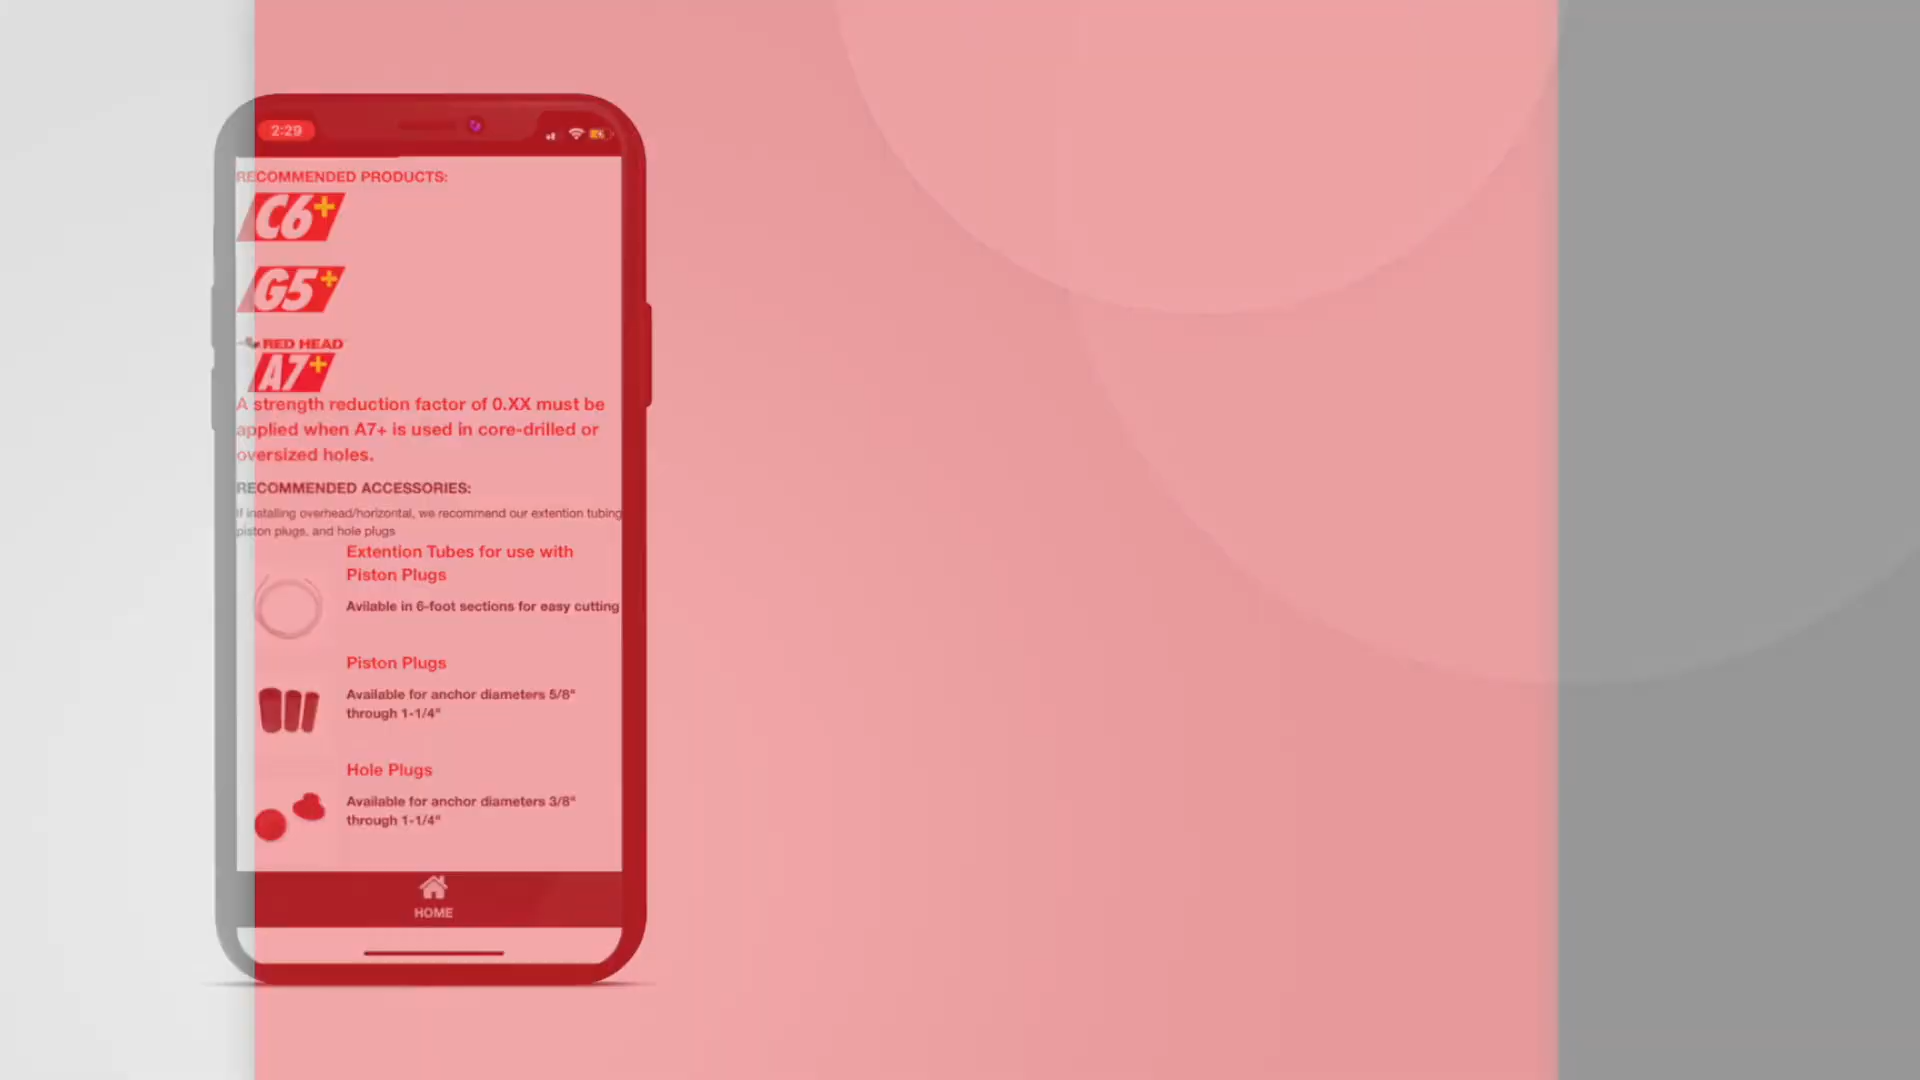 2:29
RECOMMENDED PRODUCTS:
C6+
G5+
RED HEAD
A7+
A strength reduction factor of 0.XX must be
applied when A7+ is used in core-drilled or
oversized holes.
RECOMMENDED ACCESSORIES:
If installing overhead/horizontal, we recommend our extention tubing
piston plugs, and hole plugs
Extention Tubes for use with
Piston Plugs
Avilable in 6-foot sections for easy cutting
Piston Plugs
Available for anchor diameters 5/8"
through 1-1/4"
Hole Plugs
Available for anchor diameters 3/8"
through 1-1/4"
HOME